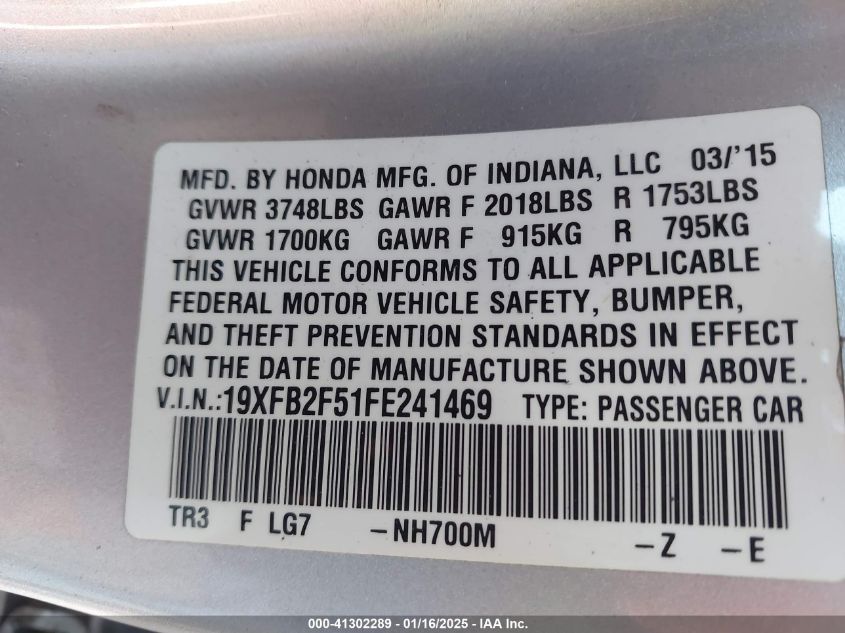 MFD. BY HONDA MFG. OF INDIANA, LLC 03/'15
GVWR 3748LBS GAWR F 2018LBS R 1753LBS
GVWR 1700KG GAWR F 915KG R 795KG
THIS VEHICLE CONFORMS TO ALL APPLICABLE
FEDERAL MOTOR VEHICLE SAFETY, BUMPER,
AND THEFT PREVENTION STANDARDS IN EFFECT
ON THE DATE OF MANUFACTURE SHOWN ABOVE.
V.I.N.:19XFB2F51FE241469 TYPE: PASSENGER CAR
TR3 F LG7 -NH700M -Z -E
000-41302289 - 01/16/2025 - IAA Inc.